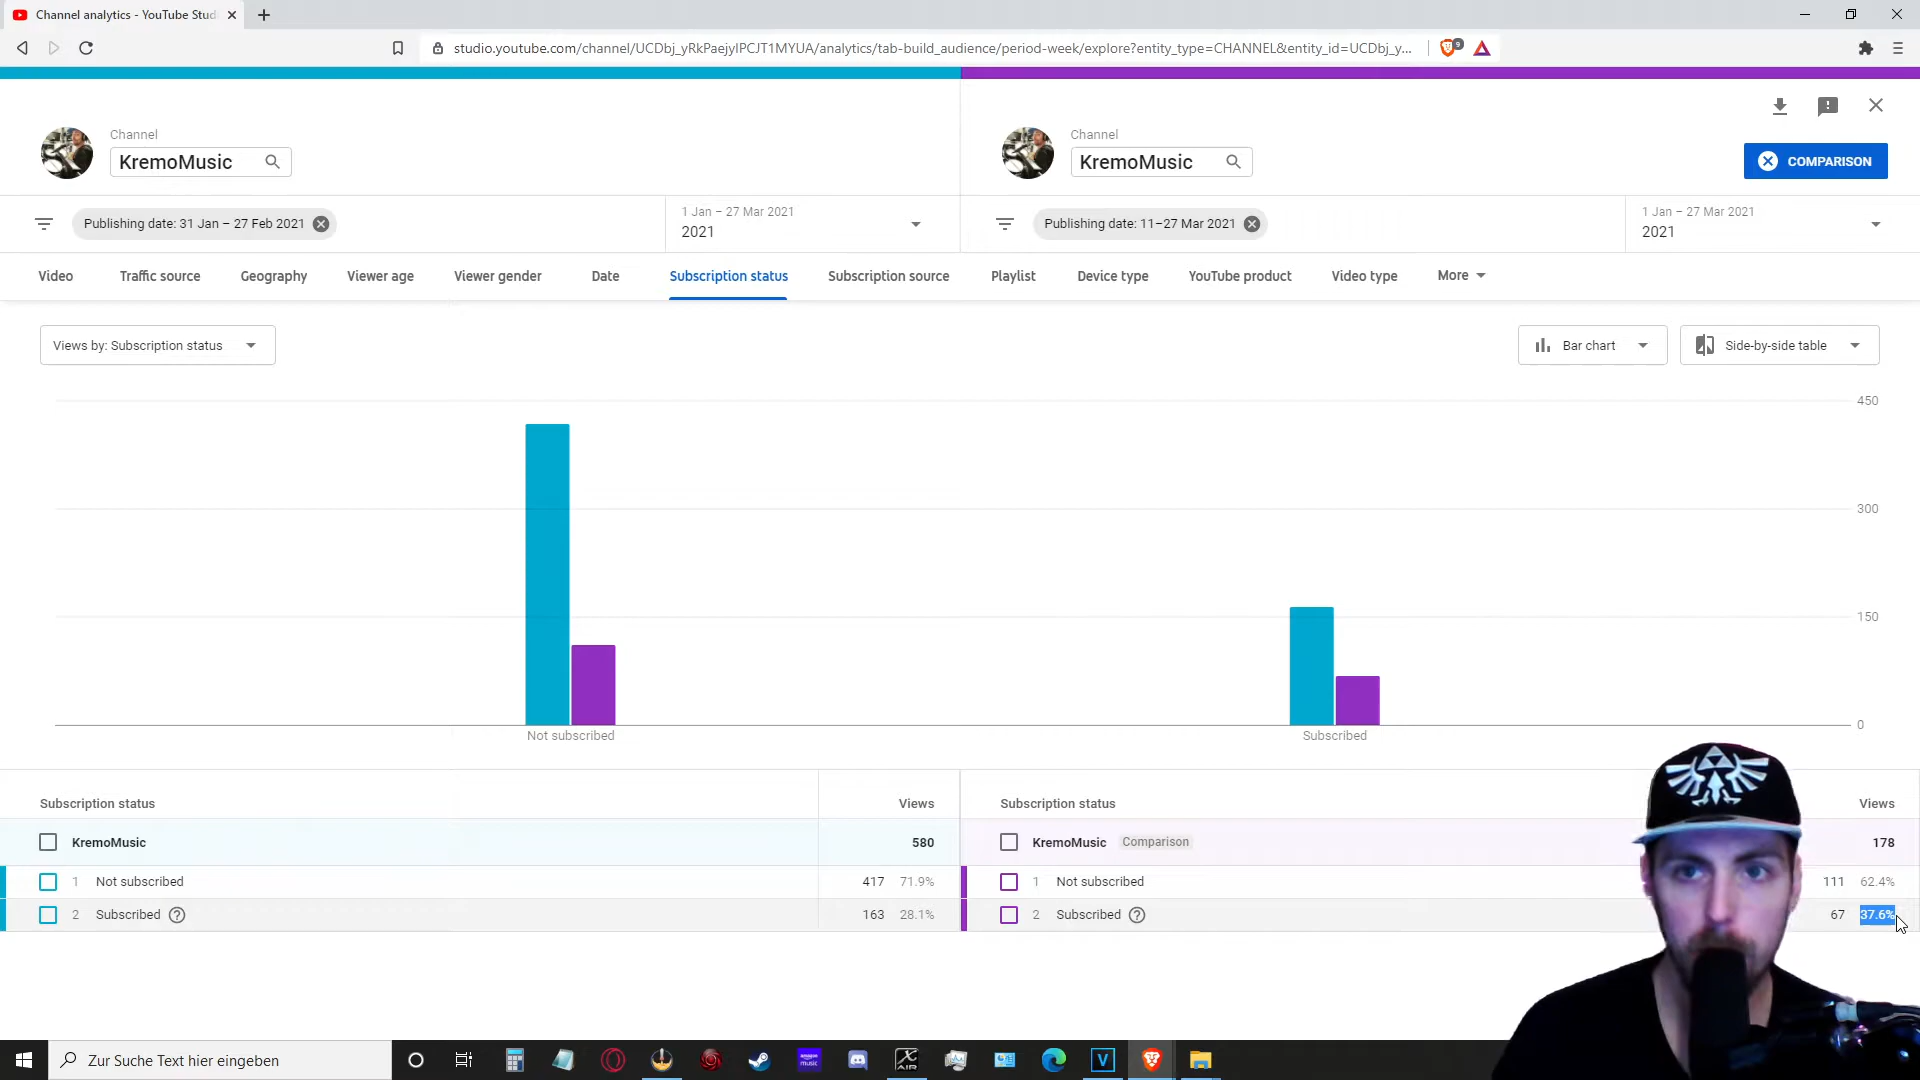 Channel analytics - YouTube Stud
studio.youtube.com/channel/UCDbj_yRkPaejyIPCJT1MYUA/analytics/tab-build_audience/period-week/explore?entity_type=CHANNEL&entity_id=UCDbj_y...
9
Channel
KremoMusic
Channel
KremoMusic
COMPARISON
Publishing date: 31 Jan – 27 Feb 2021
1 Jan – 27 Mar 2021
2021
Publishing date: 11–27 Mar 2021
1 Jan – 27 Mar 2021
2021
Video Traffic source Geography Viewer age Viewer gender Date Subscription status Subscription source Playlist Device type YouTube product Video type More
Views by: Subscription status
Bar chart
Side-by-side table
450
300
150
0
Not subscribed
Subscribed
Subscription status Views
KremoMusic 580
1 Not subscribed 417 71.9%
2 Subscribed 163 28.1%
Subscription status Views
KremoMusic Comparison 178
1 Not subscribed 111 62.4%
2 Subscribed 67 37.6%
Zur Suche Text hier eingeben
amazon music
X AIR
V